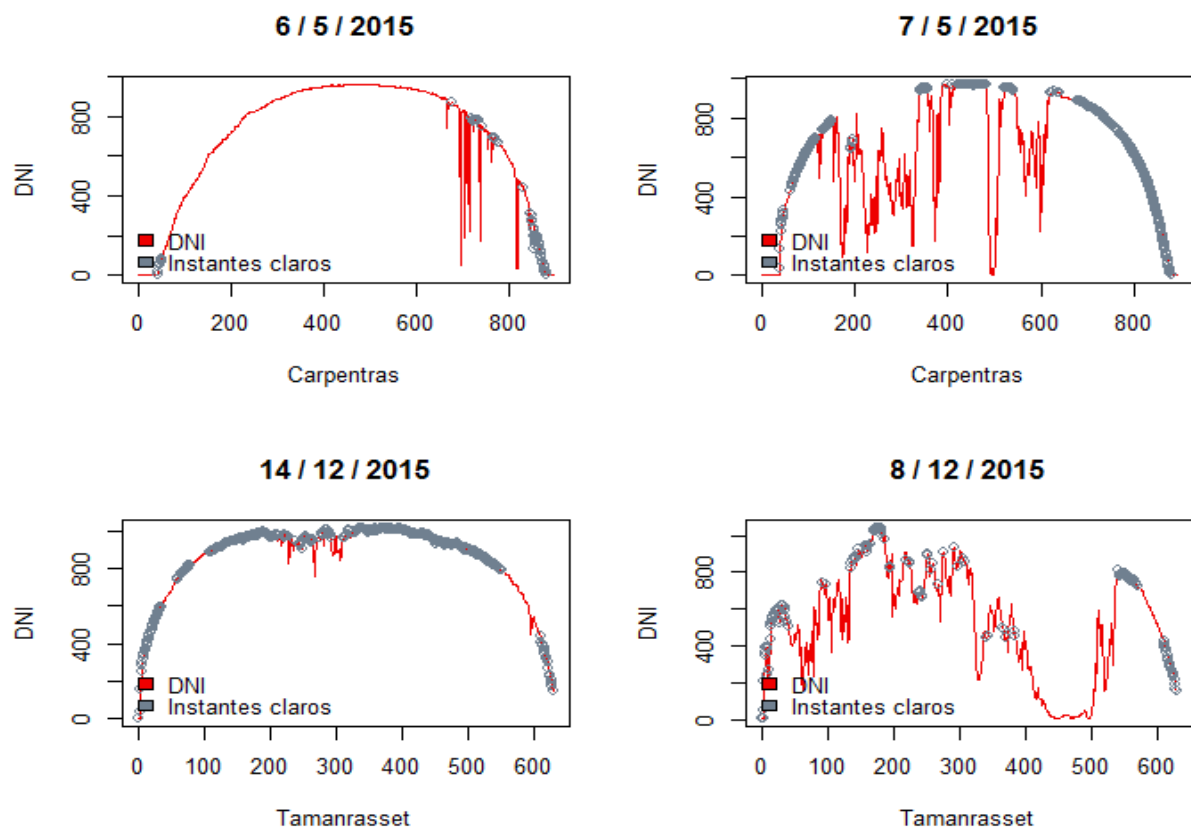 6 / 5 / 2015
DNI
0 400 800
DNI
Instantes claros
0 200 400 600 800
Carpentras
7 / 5 / 2015
DNI
0 400 800
DNI
Instantes claros
0 200 400 600 800
Carpentras
14 / 12 / 2015
DNI
0 400 800
DNI
Instantes claros
0 100 200 300 400 500 600
Tamanrasset
8 / 12 / 2015
DNI
0 400 800
DNI
Instantes claros
0 100 200 300 400 500 600
Tamanrasset